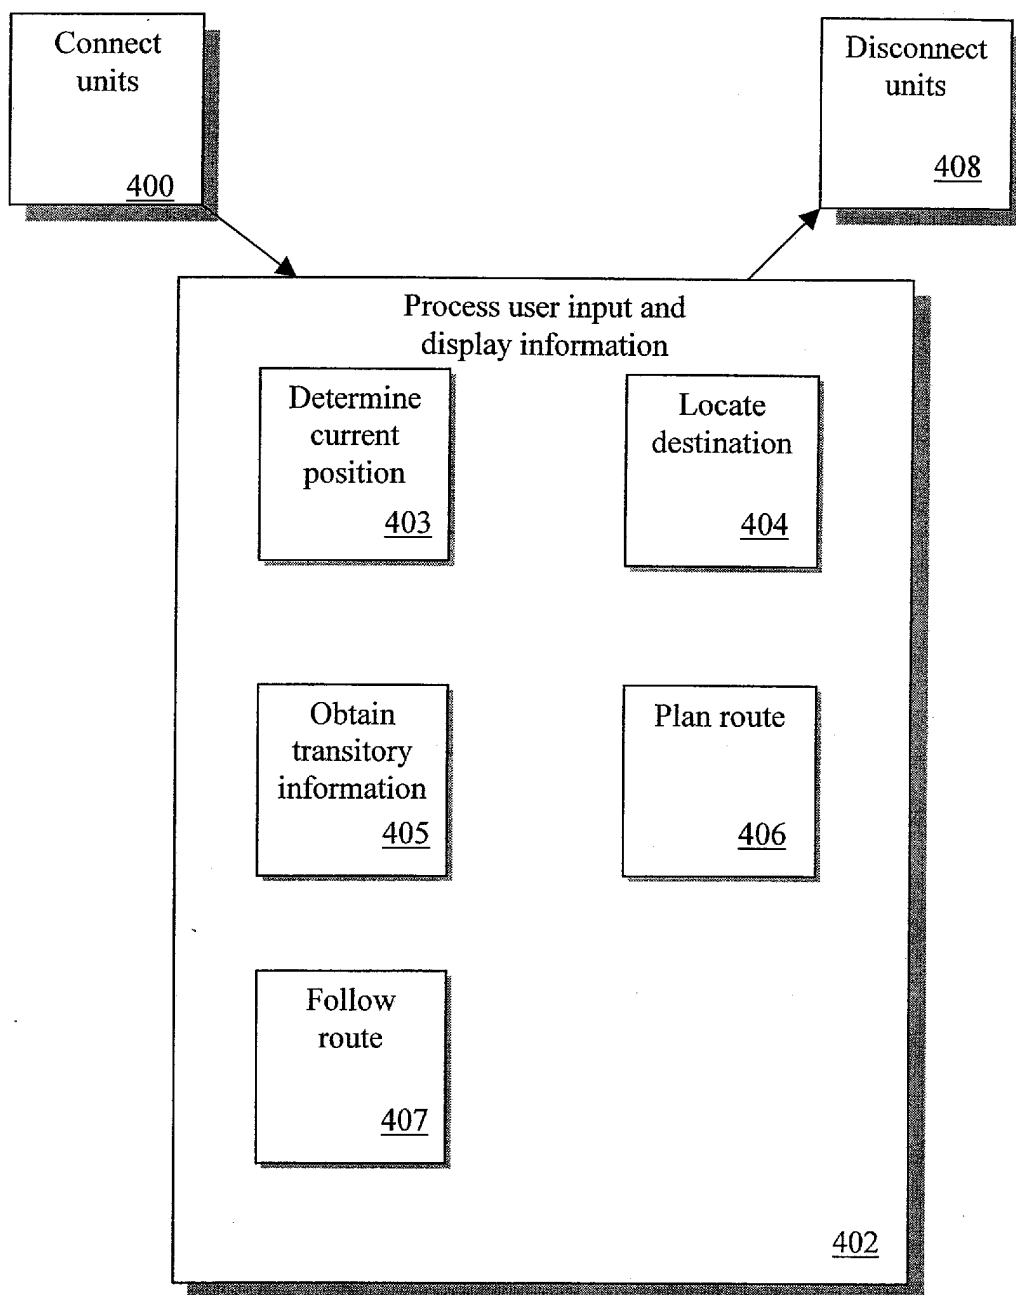 Connect
units
400
Disconnect
units
408
Process user input and
display information
Determine
current
position
403
Locate
destination
404
Obtain
transitory
information
405
Plan route
406
Follow
route
407
402